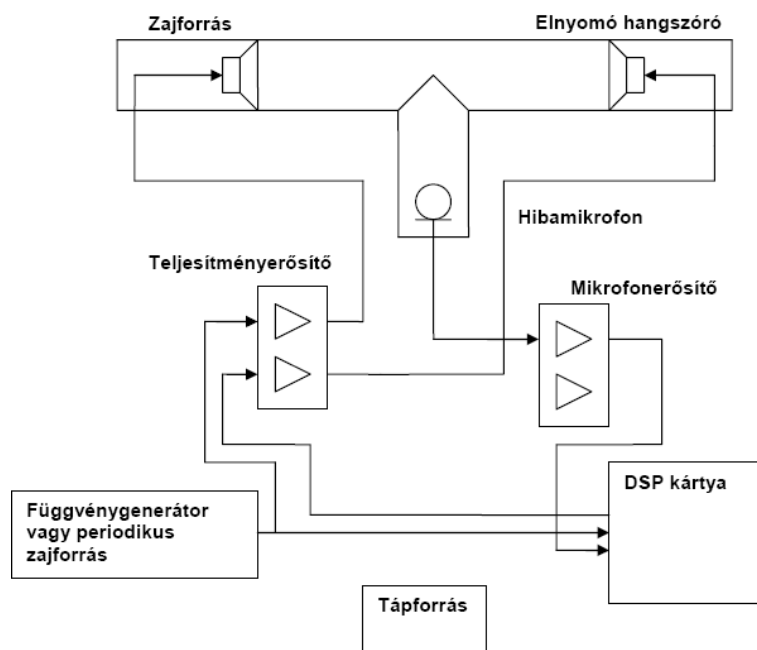 Zajforrás
Elnyomó hangszóró
Hibamikrofon
Teljesítményerősítő
Mikrofonerősítő
DSP kártya
Függvénygenerátor
vagy periodikus
zajforrás
Tápforrás